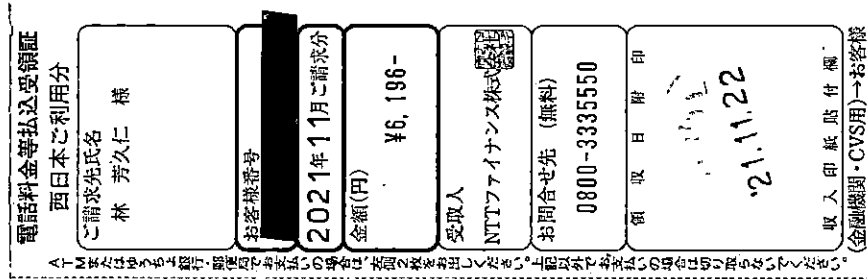 電話料金等払込受領証
西日本ご利用分
ご請求先氏名
林 芳久仁 様
お客様番号
2021年11月ご請求分
金額(円)
¥6,196-
受取人
NTTファイナンス株式会社
お問合せ先 (無料)
0800-3335550
領収日附印
'21.11.22
収入印紙貼付欄
(金融機関・CVS用)→お客様
ATMまたはゆうちょ銀行・郵便局でお支払いの場合は、右側2枚をお出しください。上記以外でお支払いの場合は切り取らないでください。